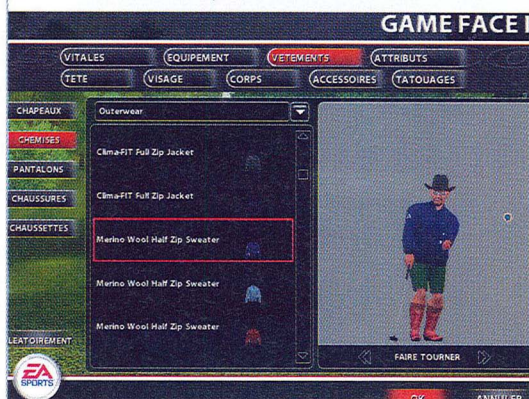 GAME FACE
VITALES EQUIPEMENT VETEMENTS ATTRIBUTS
TETE VISAGE CORPS ACCESSOIRES TATOUAGES
CHAPEAUX
CHEMISES
PANTALONS
CHAUSSURES
CHAUSSETTES
LEATOIREMENT
Outerwear
Clima-FIT Full Zip Jacket
Clima-FIT Full Zip Jacket
Merino Wool Half Zip Sweater
Merino Wool Half Zip Sweater
Merino Wool Half Zip Sweater
FAIRE TOURNER
EA
SPORTS
OK ANNULER